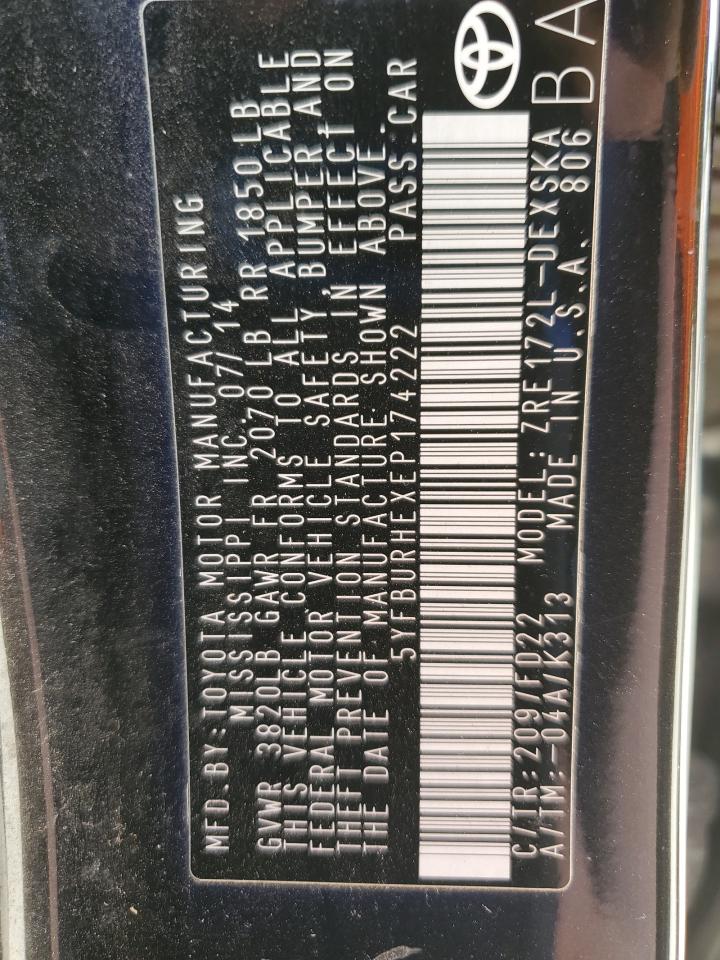 MFD.BY:TOYOTA MOTOR MANUFACTURING
MISSISSIPPI INC. 07/14
GVWR 3820LB GAWR FR 2070LB RR 1850LB
THIS VEHICLE CONFORMS TO ALL APPLICABLE
FEDERAL MOTOR VEHICLE SAFETY, BUMPER, AND
THEFT PREVENTION STANDARDS IN EFFECT ON
THE DATE OF MANUFACTURE SHOWN ABOVE.
5YFBURHEXEP174222 PASS.CAR
C/TR:209/FD22 MODEL: ZRE172L-DEXSKA
A/TM:-04A/K313 MADE IN U.S.A. 806
BA